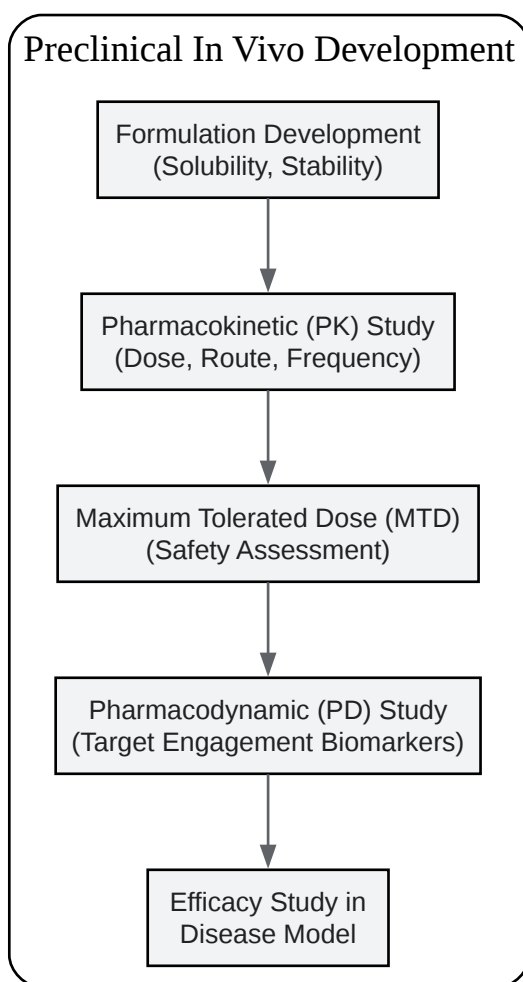 Preclinical In Vivo Development
Formulation Development
(Solubility, Stability)
Pharmacokinetic (PK) Study
(Dose, Route, Frequency)
Maximum Tolerated Dose (MTD)
(Safety Assessment)
Pharmacodynamic (PD) Study
(Target Engagement Biomarkers)
Efficacy Study in
Disease Model